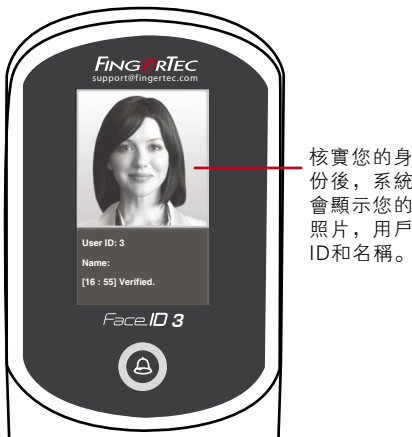 FINGERTEC
support@fingertec.com
User ID: 3
Name:
[16 : 55] Verified.
Face ID 3
核實您的身
份後，系統
會顯示您的
照片，用戶
ID和名稱。